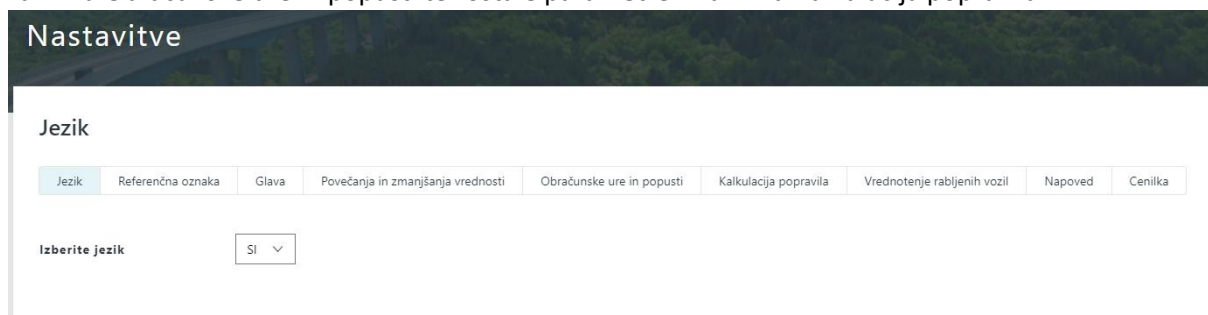 Nastavitve
Jezik
Jezik Referenčna oznaka Glava Povečanja in zmanjšanja vrednosti Obračunske ure in popusti Kalkulacija popravila Vrednotenje rabljenih vozil Napoved Cenilka
Izberite jezik SI